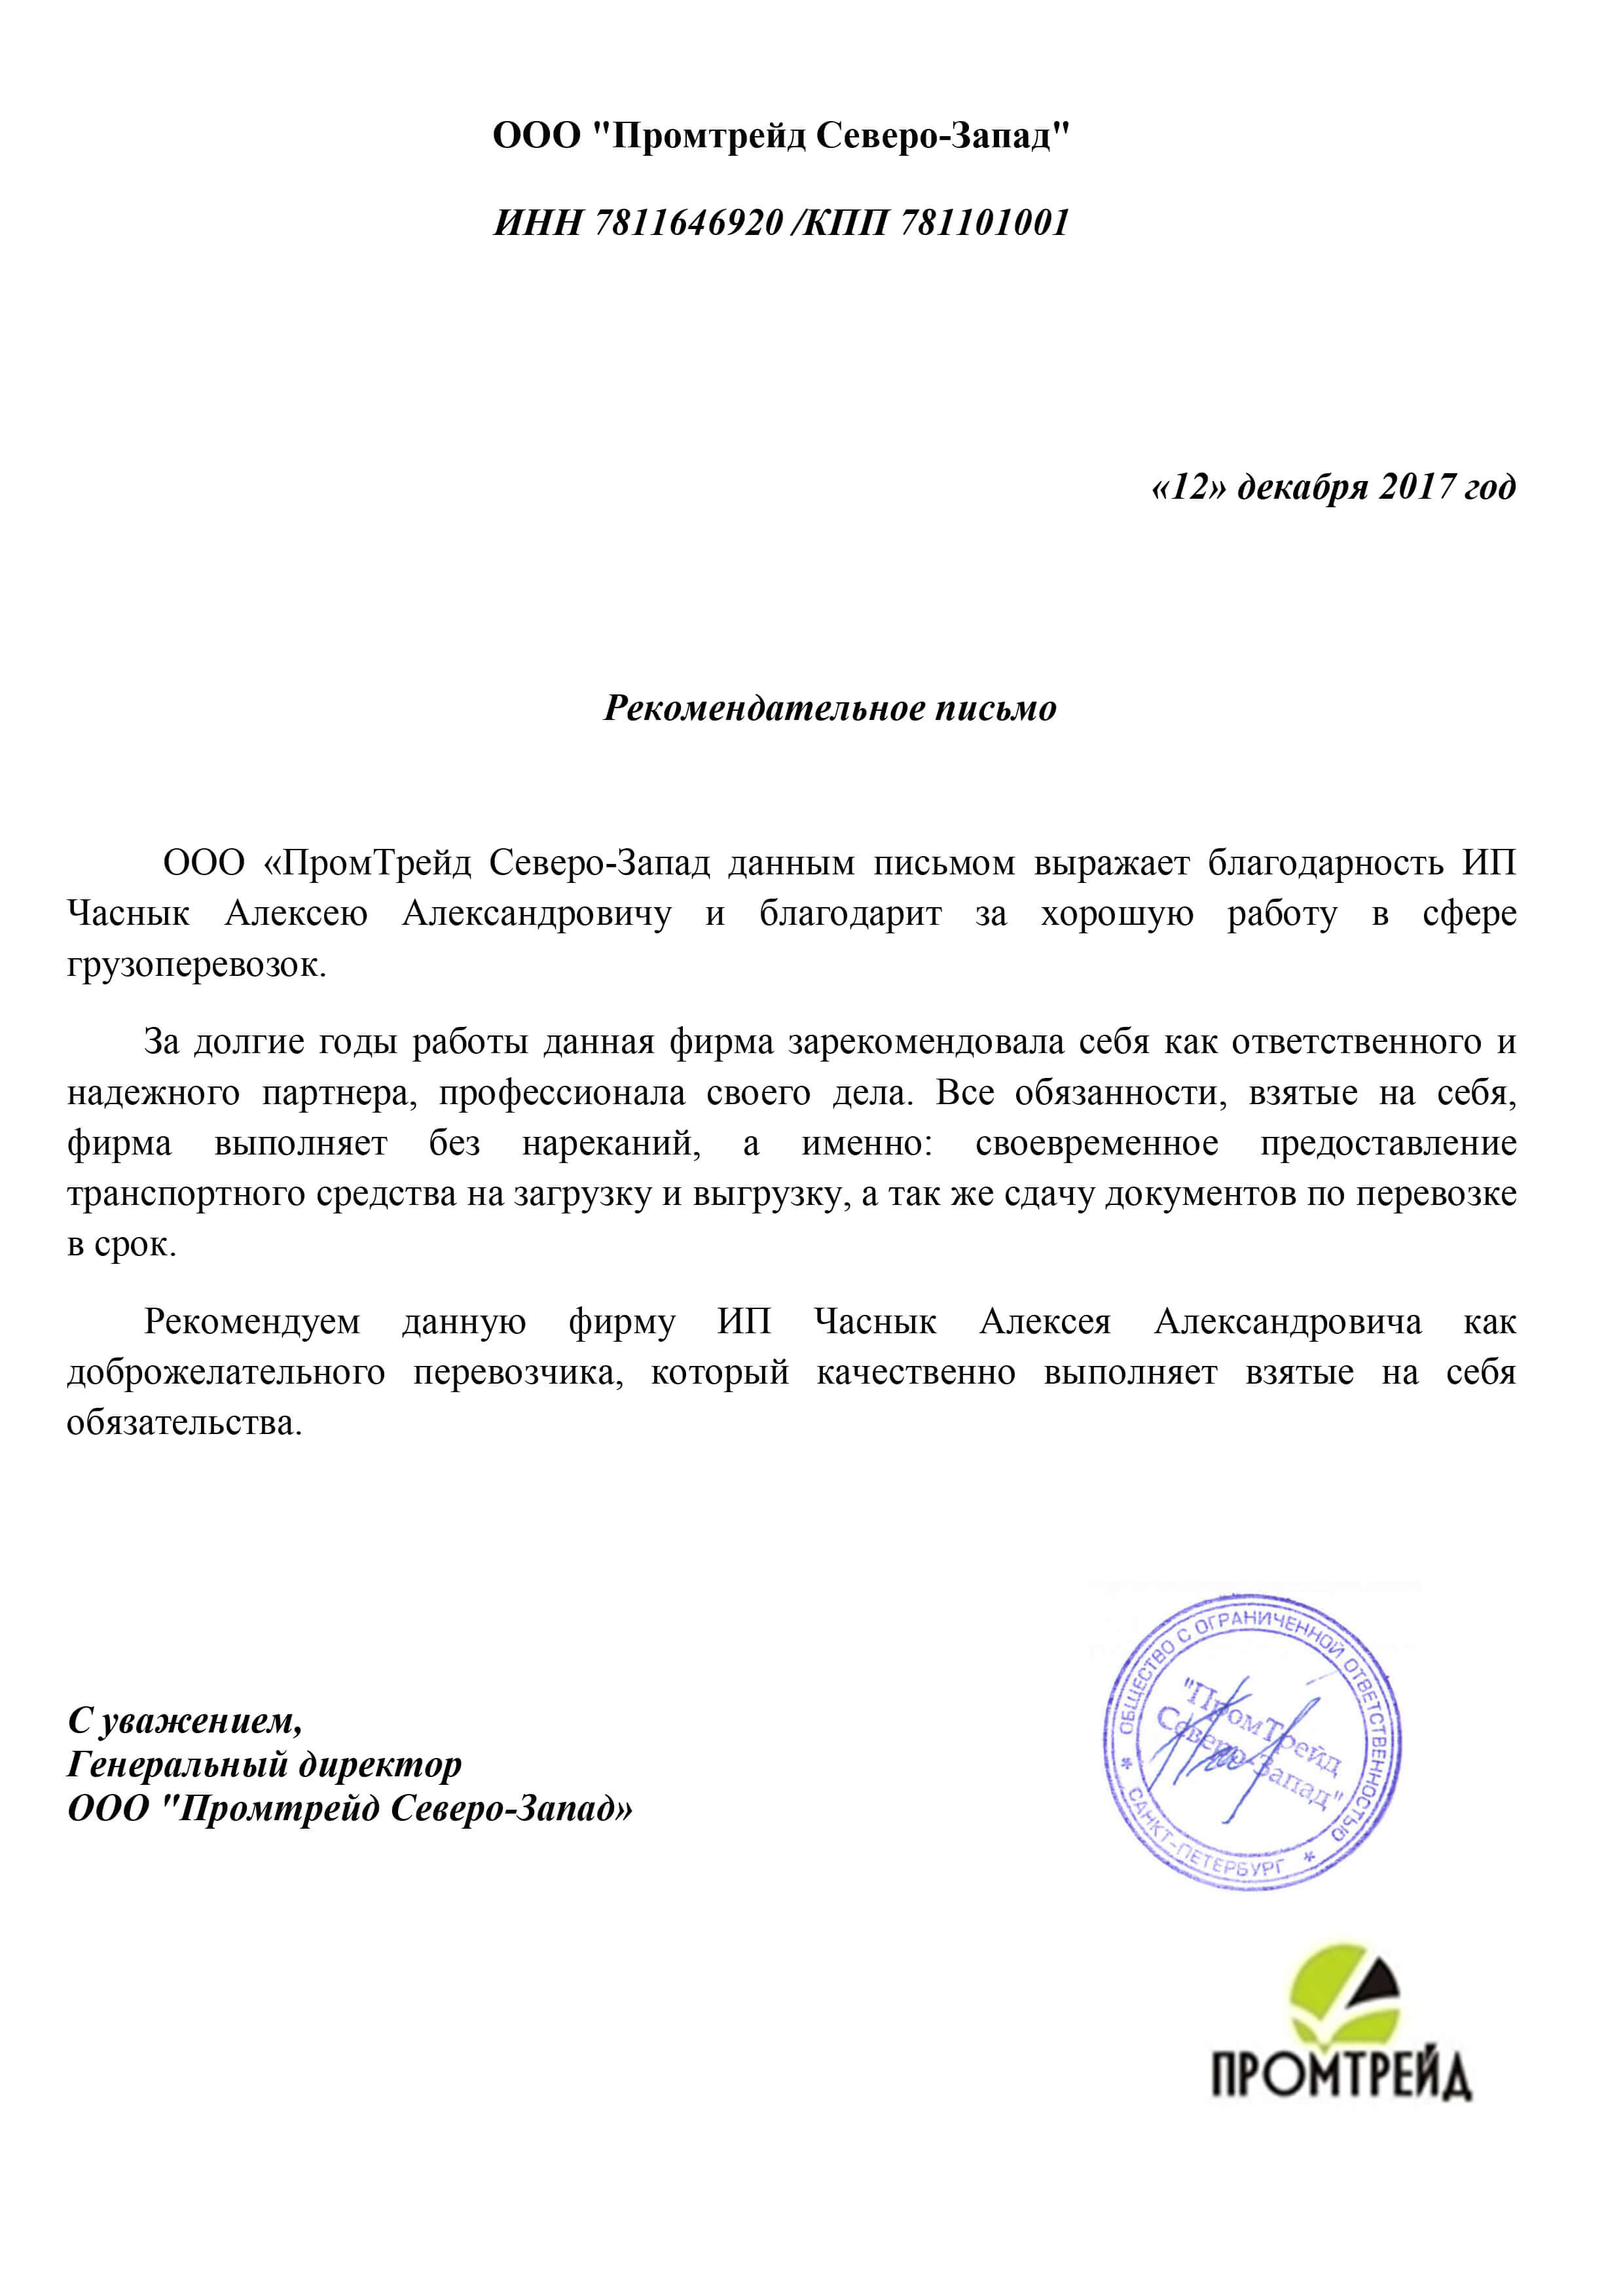 ООО "Промтрейд Северо-Запад"
ИНН 7811646920 /КПП 781101001
«12» декабря 2017 год
Рекомендательное письмо
ООО «ПромТрейд Северо-Запад данным письмом выражает благодарность ИП
Часнык Алексею Александровичу и благодарит за хорошую работу в сфере
грузоперевозок.
За долгие годы работы данная фирма зарекомендовала себя как ответственного и
надежного партнера, профессионала своего дела. Все обязанности, взятые на себя,
фирма выполняет без нареканий, а именно: своевременное предоставление
транспортного средства на загрузку и выгрузку, а так же сдачу документов по перевозке
в срок.
Рекомендуем данную фирму ИП Часнык Алексея Александровича как
доброжелательного перевозчика, который качественно выполняет взятые на себя
обязательства.
С уважением,
Генеральный директор
ООО "Промтрейд Северо-Запад»
ОБЩЕСТВО С ОГРАНИЧЕННОЙ ОТВЕТСТВЕННОСТЬЮ
* САНКТ-ПЕТЕРБУРГ *
"ПромТрейд
Северо-Запад"
ПРОМТРЕЙД